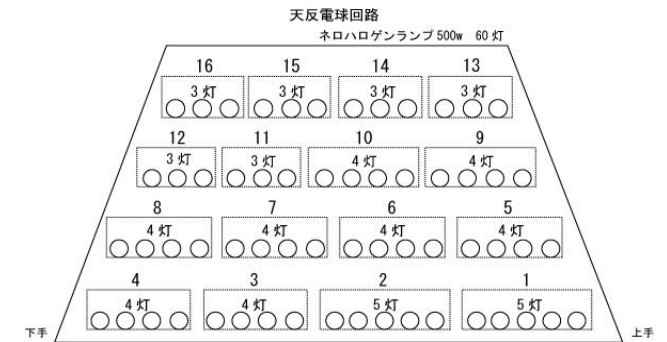 天反電球回路
ネロハロゲンランプ 500w 60 灯
16 15 14 13
3 灯 3 灯 3 灯 3 灯
12 11 10 9
3 灯 3 灯 4 灯 4 灯
8 7 6 5
4 灯 4 灯 4 灯 4 灯
4 3 2 1
4 灯 4 灯 5 灯 5 灯
下手 上手